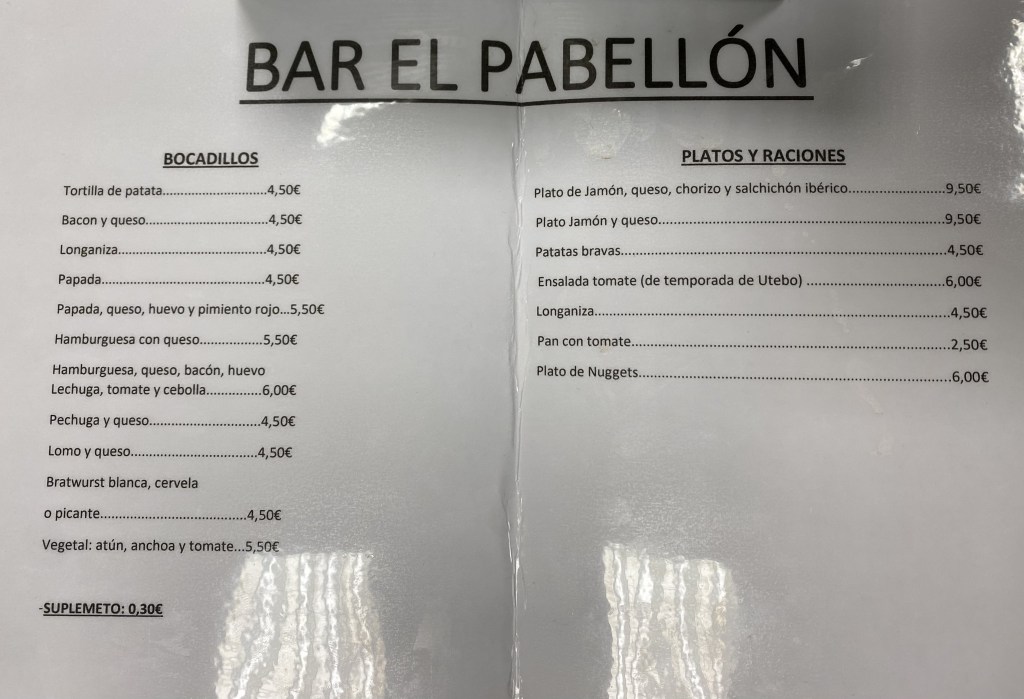 BAR EL PABELLÓN
BOCADILLOS
Tortilla de patata..........................4,50€
Bacon y queso...............................4,50€
Longaniza.....................................4,50€
Papada.........................................4,50€
Papada, queso, huevo y pimiento rojo...5,50€
Hamburguesa con queso................5,50€
Hamburguesa, queso, bacón, huevo
Lechuga, tomate y cebolla..............6,00€
Pechuga y queso............................4,50€
Lomo y queso................................4,50€
Bratwurst blanca, cervela
o picante.....................................4,50€
Vegetal: atún, anchoa y tomate...5,50€
-SUPLEMETO: 0,30€
PLATOS Y RACIONES
Plato de Jamón, queso, chorizo y salchichón ibérico........................9,50€
Plato Jamón y queso........................................................................9,50€
Patatas bravas..................................................................................4,50€
Ensalada tomate (de temporada de Utebo) ...................................6,00€
Longaniza.........................................................................................4,50€
Pan con tomate................................................................................2,50€
Plato de Nuggets..............................................................................6,00€